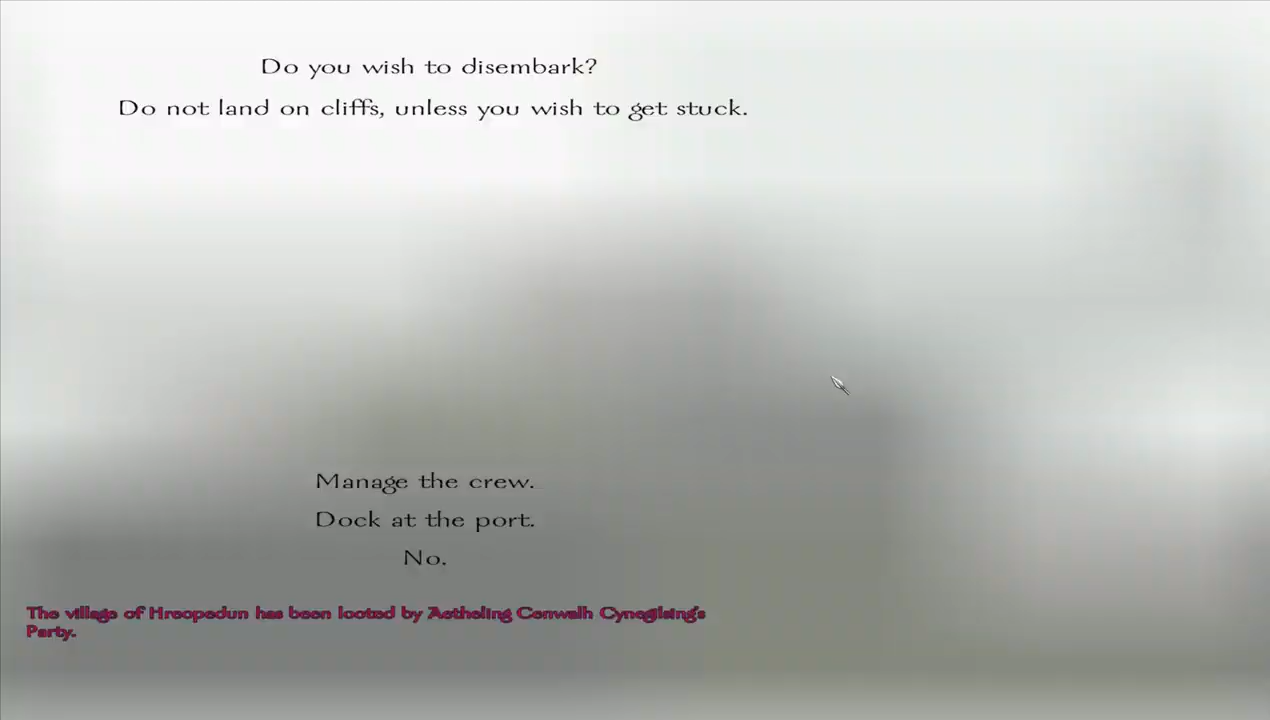 Do you wish to disembark?
Do not land on cliffs, unless you wish to get stuck.
Manage the crew.
Dock at the port.
No.
The village of Hreopedun has been looted by Aetheling Cenwalh Cynegilsing's
Party.